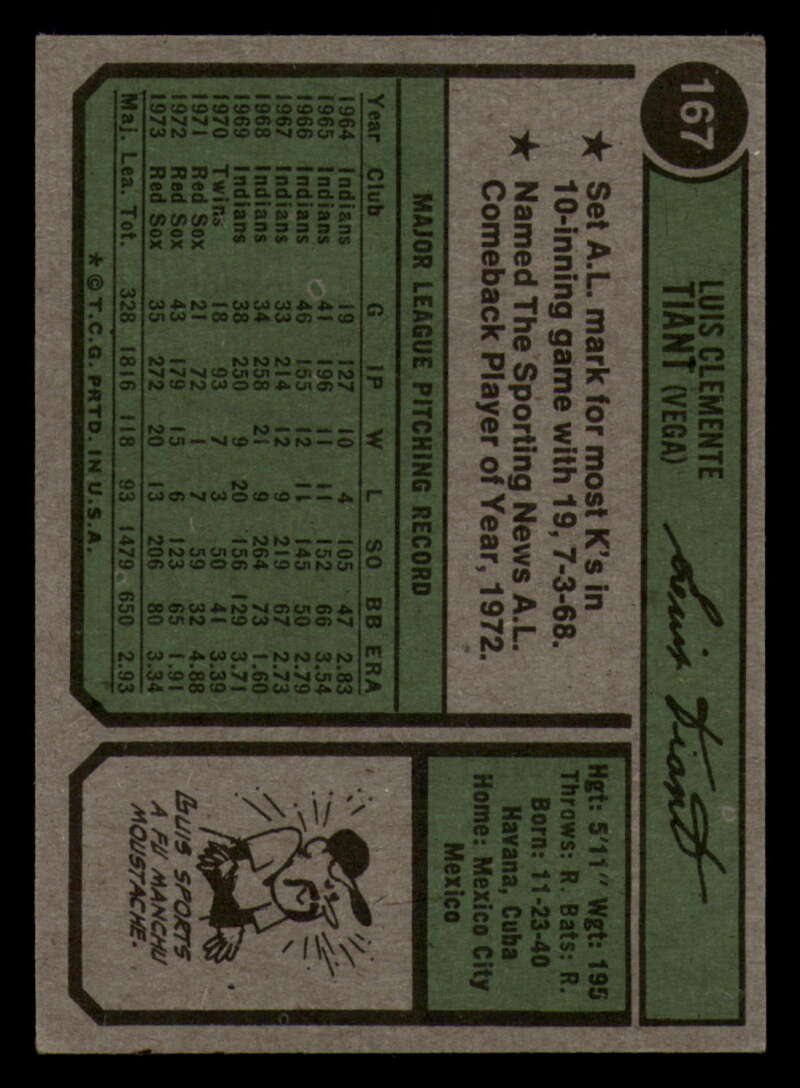 167
LUIS CLEMENTE
TIANT (VEGA)
Luis Tiant
★ Set A.L. mark for most K's in
10-inning game with 19, 7-3-68.
★ Named The Sporting News A.L.
Comeback Player of Year, 1972.
MAJOR LEAGUE PITCHING RECORD
Year Club G IP W L SO BB ERA
1964 Indians 19 127 10 4 105 47 2.83
1965 Indians 41 196 11 11 152 66 3.54
1966 Indians 46 155 12 11 145 50 2.79
1967 Indians 33 214 12 9 219 67 2.73
1968 Indians 34 258 21 9 264 73 1.60
1969 Indians 38 250 9 20 156 129 3.71
1970 Twins 18 93 7 3 50 41 3.39
1971 Red Sox 21 72 1 7 59 32 4.88
1972 Red Sox 43 179 15 6 123 65 1.91
1973 Red Sox 35 272 20 13 206 80 3.34
Maj. Lea. Tot. 328 1816 118 93 1479 650 2.93
* © T.C.G. PRTD. IN U.S.A.
Hgt: 5'11" Wgt: 195
Throws: R. Bats: R.
Born: 11-23-40
Havana, Cuba
Home: Mexico City
Mexico
LUIS SPORTS
A FU MANCHU
MOUSTACHE.